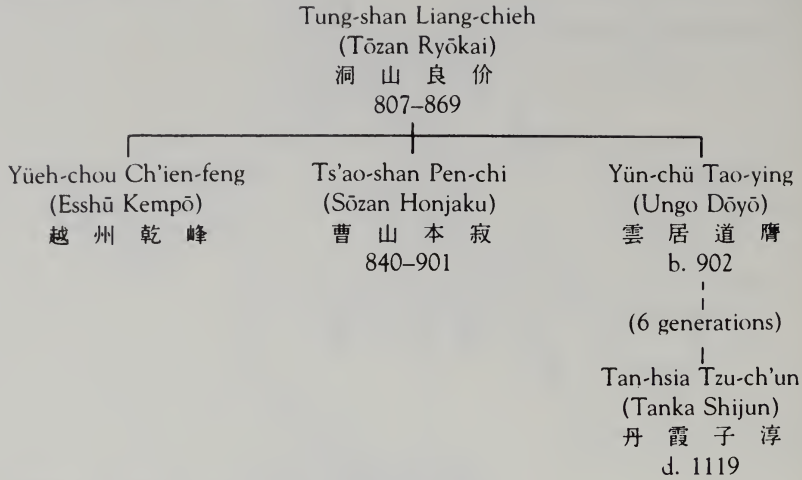 Tung-shan Liang-chieh
(Tōzan Ryōkai)
洞 山 良 价
807–869
Yüeh-chou Ch'ien-feng
(Esshū Kempō)
越 州 乾 峰
Ts'ao-shan Pen-chi
(Sōzan Honjaku)
曹 山 本 寂
840–901
Yün-chü Tao-ying
(Ungo Dōyō)
雲 居 道 膺
b. 902
(6 generations)
Tan-hsia Tzu-ch'un
(Tanka Shijun)
丹 霞 子 淳
d. 1119